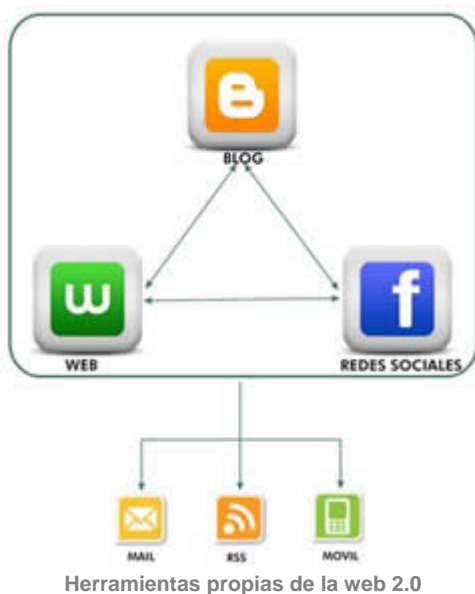 BLOG
WEB
REDES SOCIALES
MAIL
RSS
MOVIL
Herramientas propias de la web 2.0